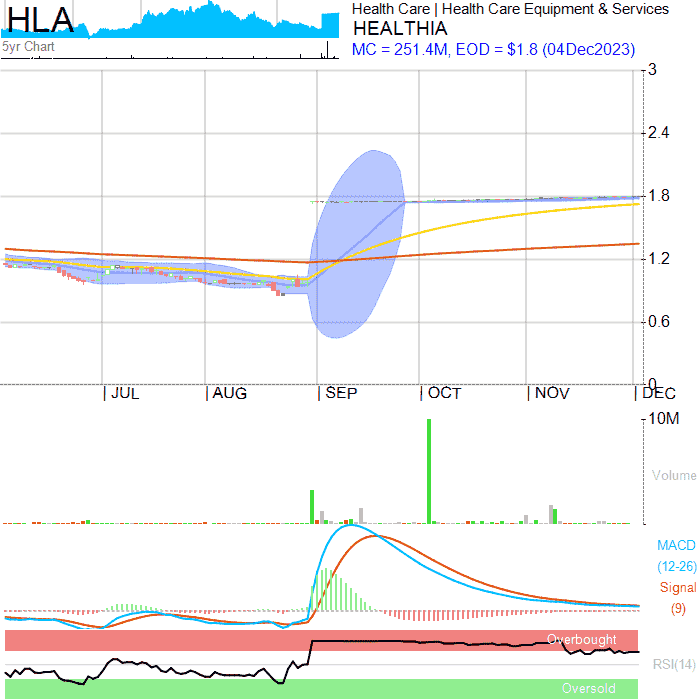 HLA
5yr Chart
Health Care | Health Care Equipment & Services
HEALTHIA
MC = 251.4M, EOD = $1.8 (04Dec2023)
3
2.4
1.8
1.2
0.6
0
JUL
AUG
SEP
OCT
NOV
DEC
10M
Volume
MACD
(12-26)
Signal
(9)
Overbought
RSI(14)
Oversold